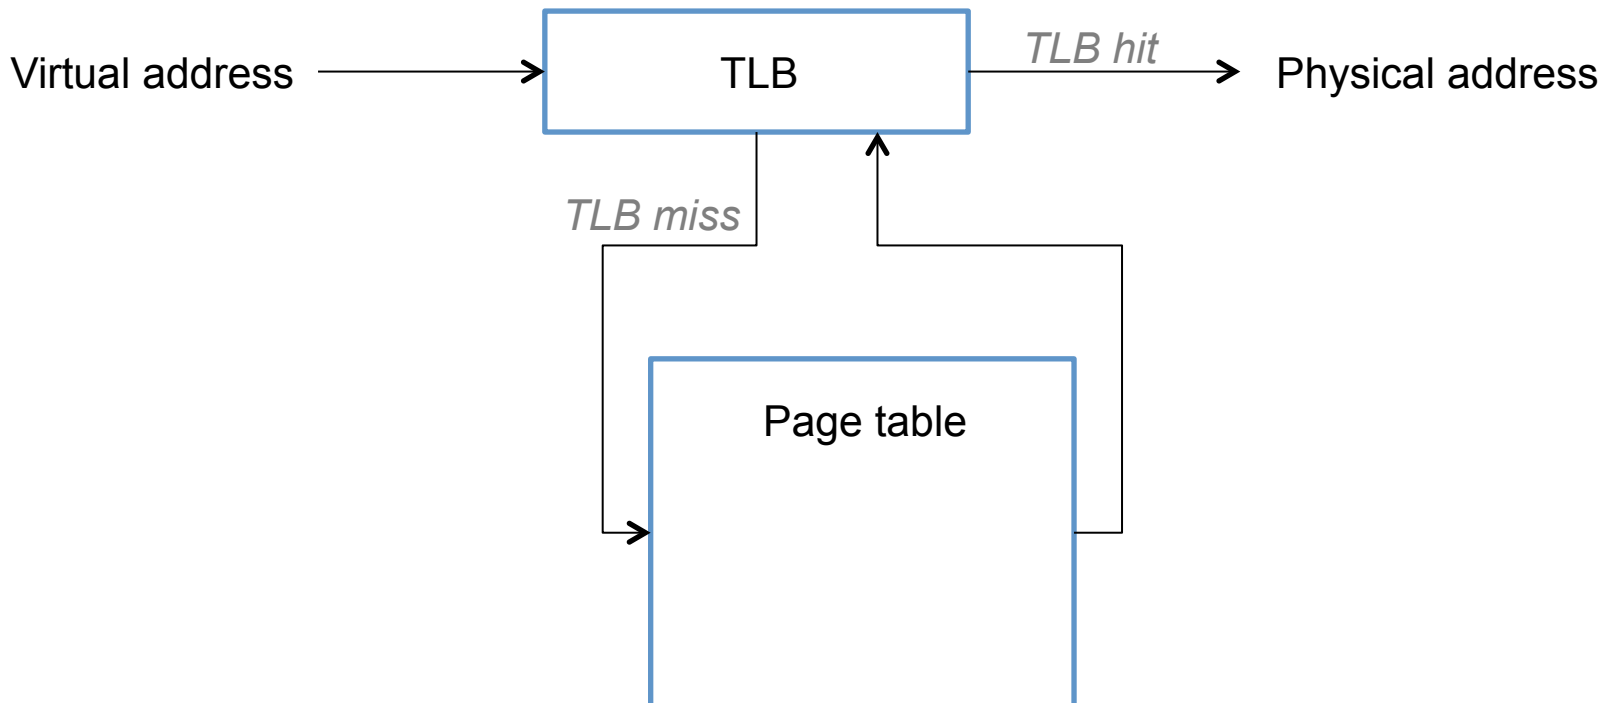 Virtual address
TLB
TLB hit
Physical address
TLB miss
Page table